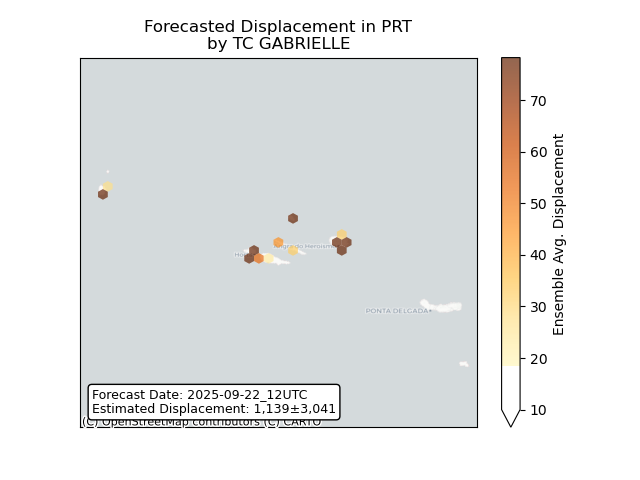 Forecasted Displacement in PRT
by TC GABRIELLE
Angra do Heroísmo
PONTA DELGADA
Forecast Date: 2025-09-22_12UTC
Estimated Displacement: 1,139±3,041
(C) OpenStreetMap contributors (C) CARTO
70
60
50
40
30
20
10
Ensemble Avg. Displacement